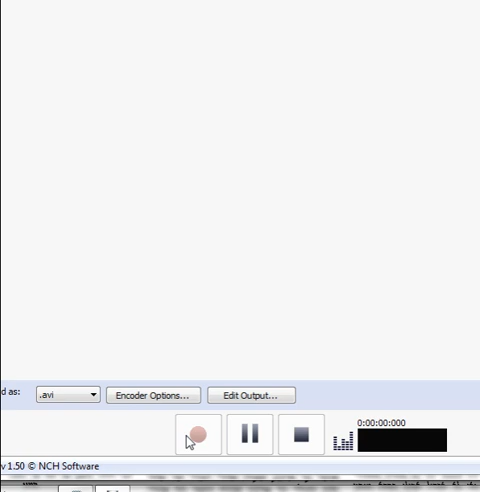 d as:
.avi
Encoder Options...
Edit Output...
0:00:00:000
v 1.50 © NCH Software